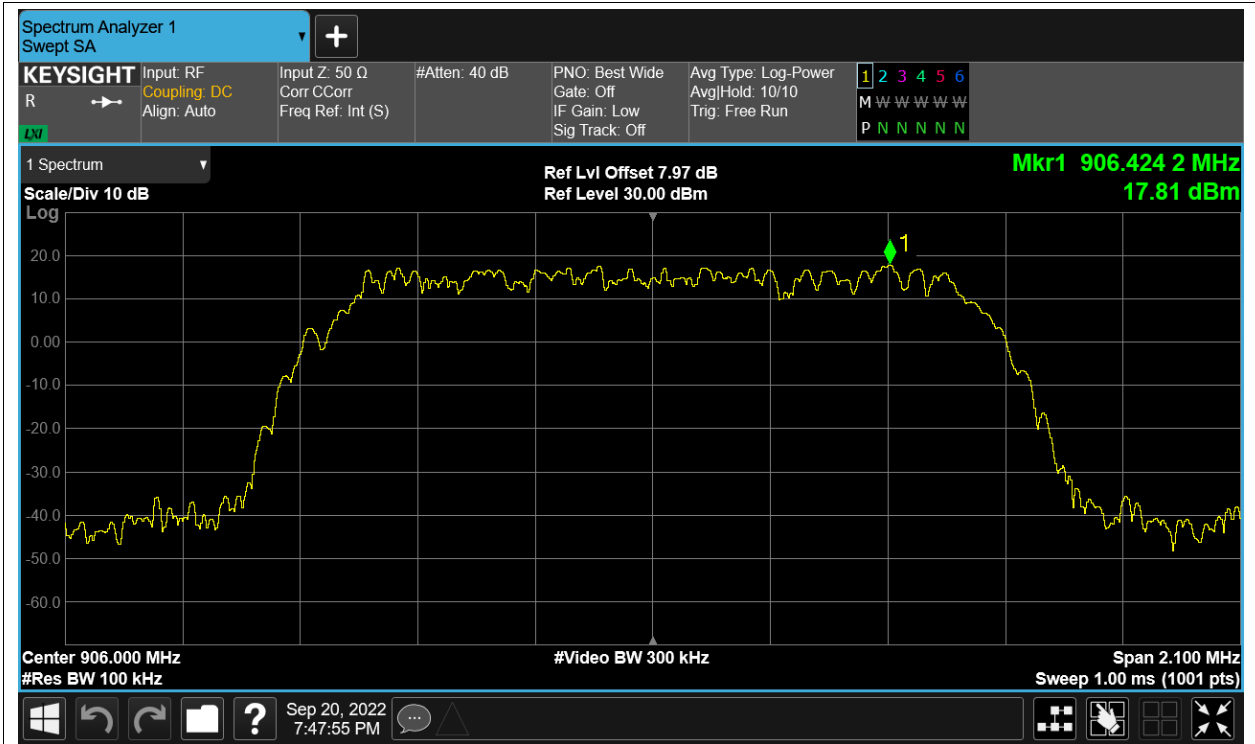 Spectrum Analyzer 1
Swept SA
+
KEYSIGHT
R
LXI
Input: RF
Coupling: DC
Align: Auto
Input Z: 50 Ω
Corr CCorr
Freq Ref: Int (S)
#Atten: 40 dB
PNO: Best Wide
Gate: Off
IF Gain: Low
Sig Track: Off
Avg Type: Log-Power
Avg|Hold: 10/10
Trig: Free Run
1 2 3 4 5 6
M W W W W W
P N N N N N
1 Spectrum
Scale/Div 10 dB
Log
Ref Lvl Offset 7.97 dB
Ref Level 30.00 dBm
Mkr1 906.424 2 MHz
17.81 dBm
1
20.0
10.0
0.00
-10.0
-20.0
-30.0
-40.0
-50.0
-60.0
Center 906.000 MHz
#Res BW 100 kHz
#Video BW 300 kHz
Span 2.100 MHz
Sweep 1.00 ms (1001 pts)
?
Sep 20, 2022
7:47:55 PM